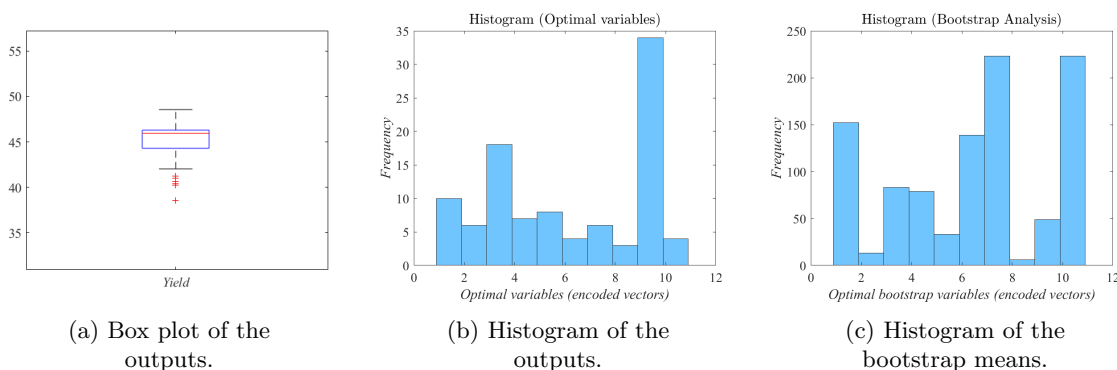 55
50
45
40
35
Yield
(a) Box plot of the
outputs.
Histogram (Optimal variables)
Frequency
35
30
25
20
15
10
5
0
0 2 4 6 8 10 12
Optimal variables (encoded vectors)
(b) Histogram of the
outputs.
Histogram (Bootstrap Analysis)
Frequency
250
200
150
100
50
0
0 2 4 6 8 10 12
Optimal bootstrap variables (encoded vectors)
(c) Histogram of the
bootstrap means.